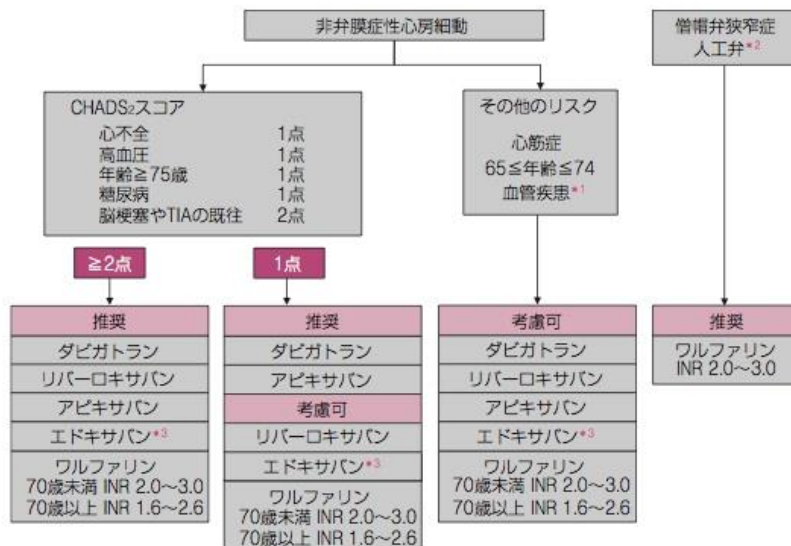 非弁膜症性心房細動
僧帽弁狭窄症
人工弁*2
CHADS2スコア
心不全 1点
高血圧 1点
年齢≧75歳 1点
糖尿病 1点
脳梗塞やTIAの既往 2点
その他のリスク
心筋症
65≦年齢≦74
血管疾患*1
≧2点
1点
推奨
ダビガトラン
リバーロキサバン
アピキサバン
エドキサバン*3
ワルファリン
70歳未満 INR 2.0～3.0
70歳以上 INR 1.6～2.6
推奨
ダビガトラン
アピキサバン
考慮可
リバーロキサバン
エドキサバン*3
ワルファリン
70歳未満 INR 2.0～3.0
70歳以上 INR 1.6～2.6
考慮可
ダビガトラン
リバーロキサバン
アピキサバン
エドキサバン*3
ワルファリン
70歳未満 INR 2.0～3.0
70歳以上 INR 1.6～2.6
推奨
ワルファリン
INR 2.0～3.0